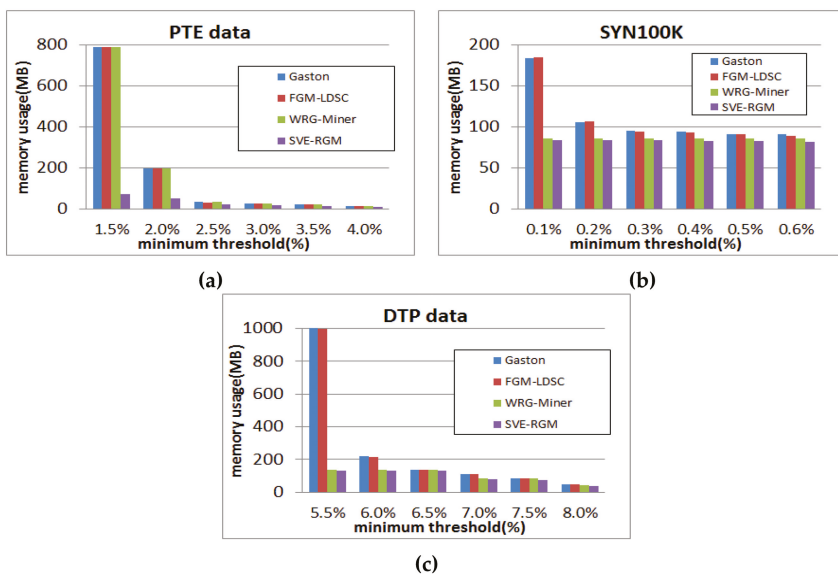 PTE data
memory usage(MB)
800
600
400
200
0
Gaston
FGM-LDSC
WRG-Miner
SVE-RGM
1.5% 2.0% 2.5% 3.0% 3.5% 4.0%
minimum threshold(%)
(a)
SYN100K
memory usage(MB)
200
150
100
50
0
Gaston
FGM-LDSC
WRG-Miner
SVE-RGM
0.1% 0.2% 0.3% 0.4% 0.5% 0.6%
minimum threshold(%)
(b)
DTP data
memory usage(MB)
1000
800
600
400
200
0
Gaston
FGM-LDSC
WRG-Miner
SVE-RGM
5.5% 6.0% 6.5% 7.0% 7.5% 8.0%
minimum threshold(%)
(c)